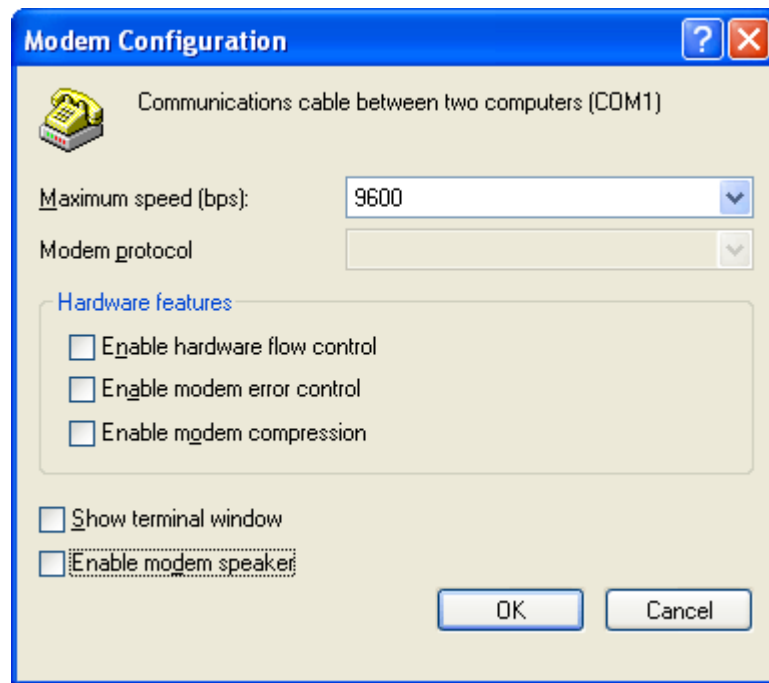 Modem Configuration
Communications cable between two computers (COM1)
Maximum speed (bps): 9600
Modem protocol
Hardware features
Enable hardware flow control
Enable modem error control
Enable modem compression
Show terminal window
Enable modem speaker
OK Cancel